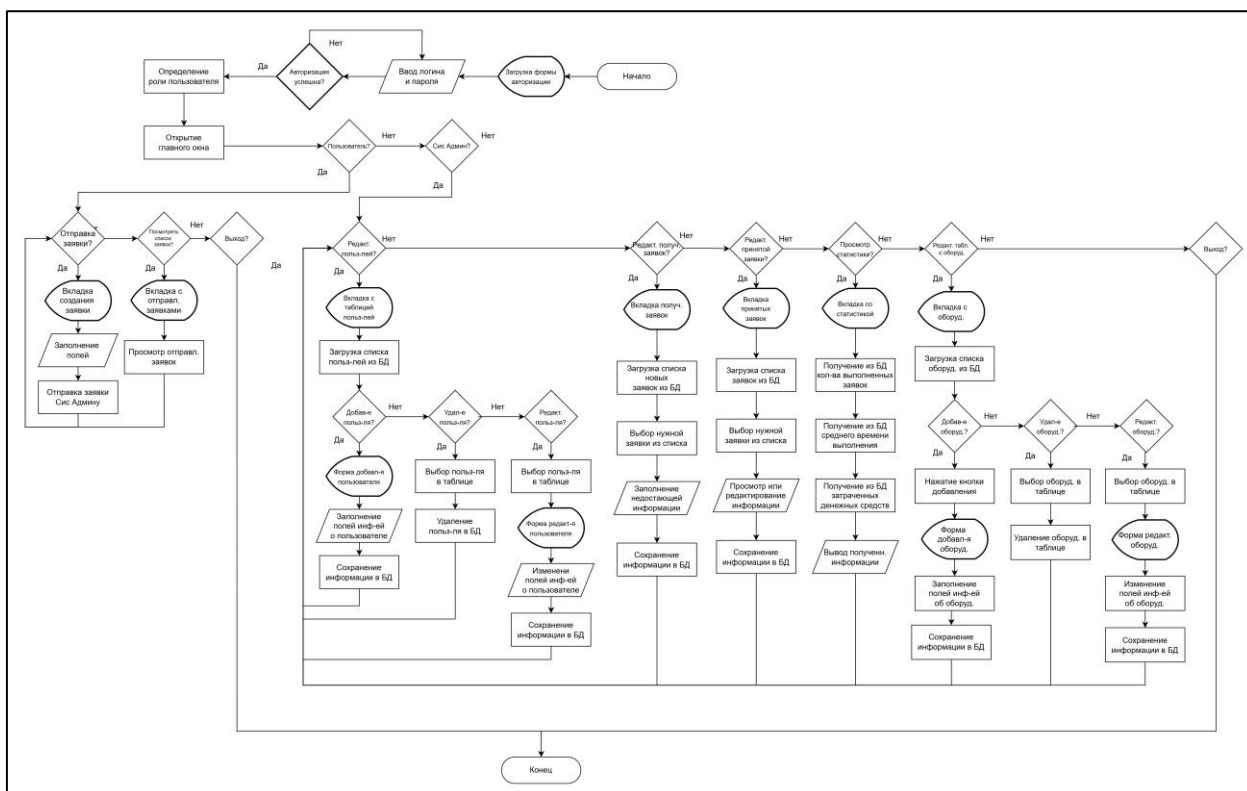 Начало
Загрузка формы
авторизации
Ввод логина
и пароля
Авторизация
успешна?
Нет
Да
Определение
роли пользователя
Открытие
главного окна
Пользователь?
Нет
Да
Сис Админ?
Нет
Да
Отправка
заявки?
Да
Посмотреть
список
заявок?
Нет
Да
Выход?
Да
Вкладка
создания
заявки
Заполнение
полей
Отправка заявки
Сис Админу
Вкладка с
отправл.
заявками
Просмотр отправл.
заявок
Редакт.
польз-лей?
Нет
Да
Вкладка с
таблицей
польз-лей
Загрузка списка
польз-лей из БД
Добав-е
польз-ля?
Нет
Да
Форма добавл-я
пользователя
Заполнение
полей инф-ей
о пользователе
Сохранение
информации в БД
Удал-е
польз-ля?
Нет
Да
Выбор польз-ля
в таблице
Удаление
польз-ля в БД
Редакт.
польз-ля?
Да
Выбор польз-ля
в таблице
Форма редакт-я
пользователя
Изменени
полей инф-ей
о пользователе
Сохранение
информации в БД
Редакт. получ.
заявок?
Нет
Да
Вкладка получ.
заявок
Загрузка списка
новых
заявок из БД
Выбор нужной
заявки из списка
Заполнение
недостающей
информации
Сохранение
информации в БД
Редакт.
принятой
заявки?
Нет
Да
Вкладка
принятых
заявок
Загрузка списка
заявок из БД
Выбор нужной
заявки из списка
Просмотр или
редактирование
информации
Сохранение
информации в БД
Просмотр
статистики?
Нет
Да
Вкладка со
статистикой
Получение из БД
кол-ва выполненных
заявок
Получение из БД
среднего времени
выполнения
Получение из БД
затраченных
денежных средств
Вывод полученн.
информации
Редакт. табл.
с оборуд.
Нет
Да
Вкладка с
оборуд.
Загрузка списка
оборуд. из БД
Добав-е
оборуд.?
Нет
Да
Нажатие кнопки
добавления
Форма
добавл-я
оборуд.
Заполнение
полей инф-ей
об оборуд.
Сохранение
информации в БД
Удал-е
оборуд.?
Нет
Да
Выбор оборуд. в
таблице
Удаление оборуд. в
таблице
Редакт.
оборуд.?
Да
Выбор оборуд. в
таблице
Форма редакт.
оборуд.
Изменение
полей инф-ей
об оборуд.
Сохранение
информации в БД
Выход?
Конец